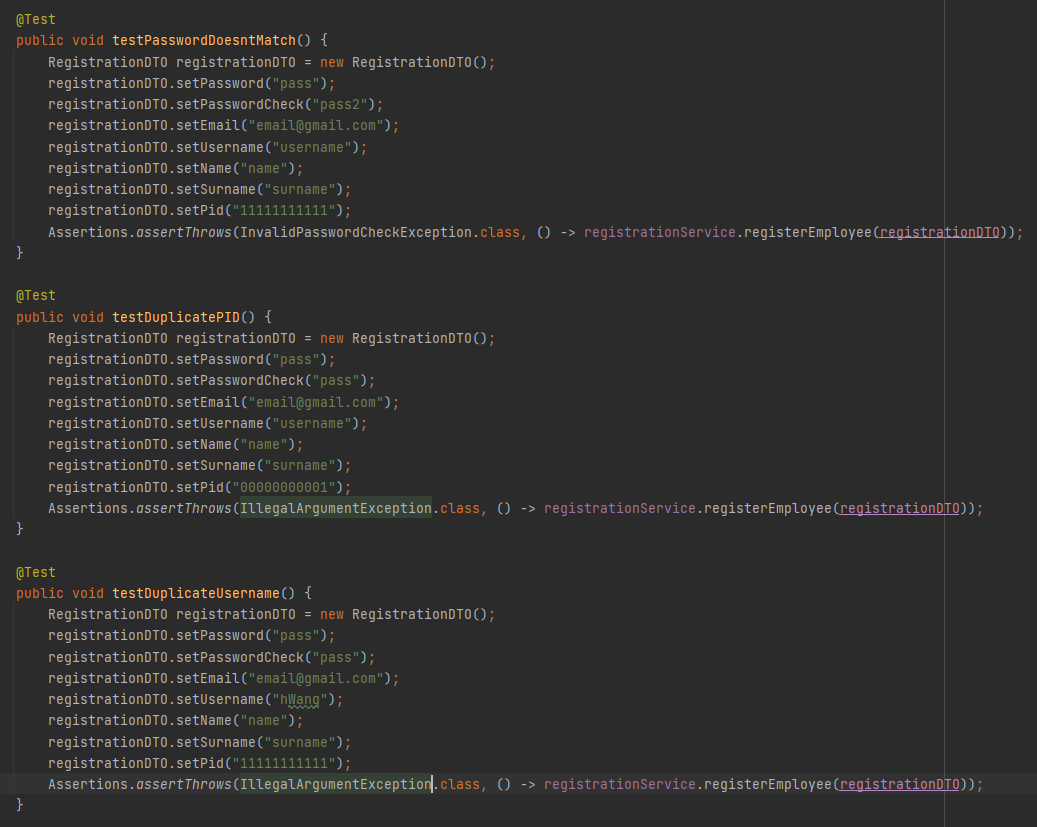 @Test
public void testPasswordDoesntMatch() {
    RegistrationDTO registrationDTO = new RegistrationDTO();
    registrationDTO.setPassword("pass");
    registrationDTO.setPasswordCheck("pass2");
    registrationDTO.setEmail("email@gmail.com");
    registrationDTO.setUsername("username");
    registrationDTO.setName("name");
    registrationDTO.setSurname("surname");
    registrationDTO.setPid("11111111111");
    Assertions.assertThrows(InvalidPasswordCheckException.class, () -> registrationService.registerEmployee(registrationDTO));
}
@Test
public void testDuplicatePID() {
    RegistrationDTO registrationDTO = new RegistrationDTO();
    registrationDTO.setPassword("pass");
    registrationDTO.setPasswordCheck("pass");
    registrationDTO.setEmail("email@gmail.com");
    registrationDTO.setUsername("username");
    registrationDTO.setName("name");
    registrationDTO.setSurname("surname");
    registrationDTO.setPid("00000000001");
    Assertions.assertThrows(IllegalArgumentException.class, () -> registrationService.registerEmployee(registrationDTO));
}
@Test
public void testDuplicateUsername() {
    RegistrationDTO registrationDTO = new RegistrationDTO();
    registrationDTO.setPassword("pass");
    registrationDTO.setPasswordCheck("pass");
    registrationDTO.setEmail("email@gmail.com");
    registrationDTO.setUsername("hWang");
    registrationDTO.setName("name");
    registrationDTO.setSurname("surname");
    registrationDTO.setPid("11111111111");
    Assertions.assertThrows(IllegalArgumentException.class, () -> registrationService.registerEmployee(registrationDTO));
}